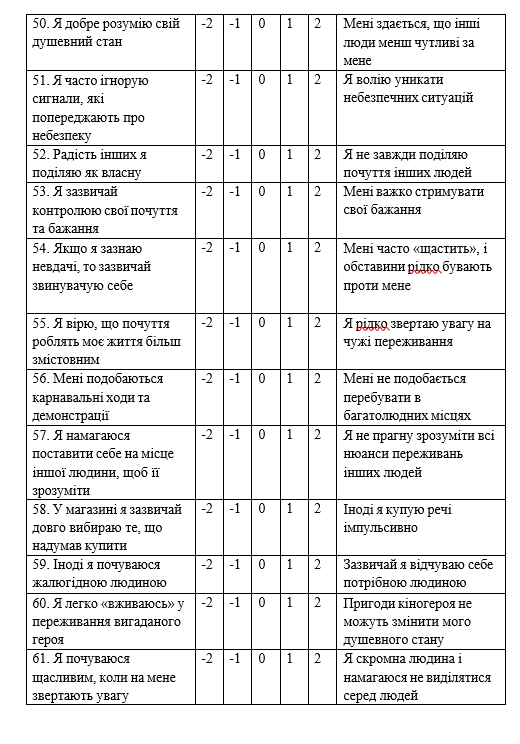 50. Я добре розумію свій душевний стан -2 -1 0 1 2 Мені здається, що інші люди менш чутливі за мене
51. Я часто ігнорую сигнали, які попереджають про небезпеку -2 -1 0 1 2 Я волію уникати небезпечних ситуацій
52. Радість інших я поділяю як власну -2 -1 0 1 2 Я не завжди поділяю почуття інших людей
53. Я зазвичай контролюю свої почуття та бажання -2 -1 0 1 2 Мені важко стримувати свої бажання
54. Якщо я зазнаю невдачі, то зазвичай звинувачую себе -2 -1 0 1 2 Мені часто «щастить», і обставини рідко бувають проти мене
55. Я вірю, що почуття роблять моє життя більш змістовним -2 -1 0 1 2 Я рідко звертаю увагу на чужі переживання
56. Мені подобаються карнавальні ходи та демонстрації -2 -1 0 1 2 Мені не подобається перебувати в багатолюдних місцях
57. Я намагаюся поставити себе на місце іншої людини, щоб її зрозуміти -2 -1 0 1 2 Я не прагну зрозуміти всі нюанси переживань інших людей
58. У магазині я зазвичай довго вибираю те, що надумав купити -2 -1 0 1 2 Іноді я купую речі імпульсивно
59. Іноді я почуваюся жалюгідною людиною -2 -1 0 1 2 Зазвичай я відчуваю себе потрібною людиною
60. Я легко «вживаюсь» у переживання вигаданого героя -2 -1 0 1 2 Пригоди кіногероя не можуть змінити мого душевного стану
61. Я почуваюся щасливим, коли на мене звертають увагу -2 -1 0 1 2 Я скромна людина і намагаюся не виділятися серед людей